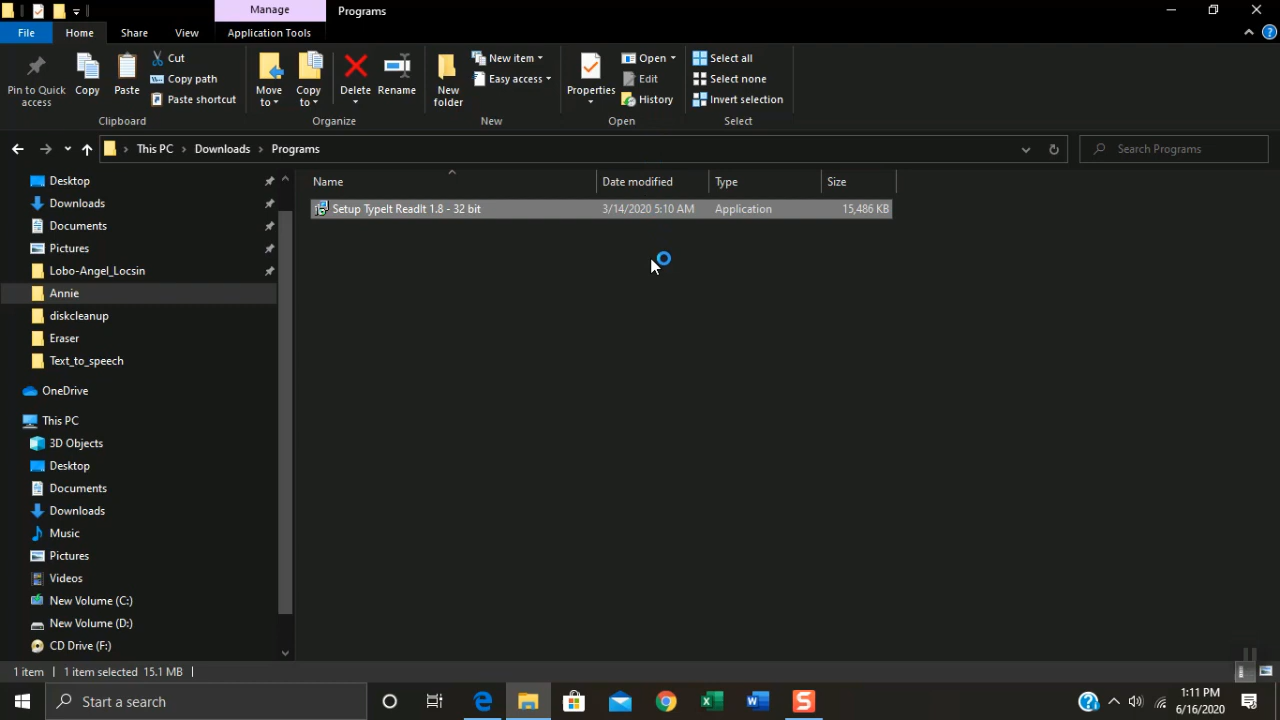 Manage
Programs
File
Home
Share
View
Application Tools
Pin to Quick access
Copy
Paste
Cut
Copy path
Paste shortcut
Clipboard
Move to
Copy to
Delete
Rename
Organize
New folder
New item
Easy access
New
Properties
Open
Edit
History
Open
Select all
Select none
Invert selection
Select
This PC
Downloads
Programs
Search Programs
Name
Date modified
Type
Size
Setup TypeIt ReadIt 1.8 - 32 bit
3/14/2020 5:10 AM
Application
15,486 KB
Desktop
Downloads
Documents
Pictures
Lobo-Angel_Locsin
Annie
diskcleanup
Eraser
Text_to_speech
OneDrive
This PC
3D Objects
Desktop
Documents
Downloads
Music
Pictures
Videos
New Volume (C:)
New Volume (D:)
CD Drive (F:)
1 item
1 item selected 15.1 MB
Start a search
1:11 PM
6/16/2020